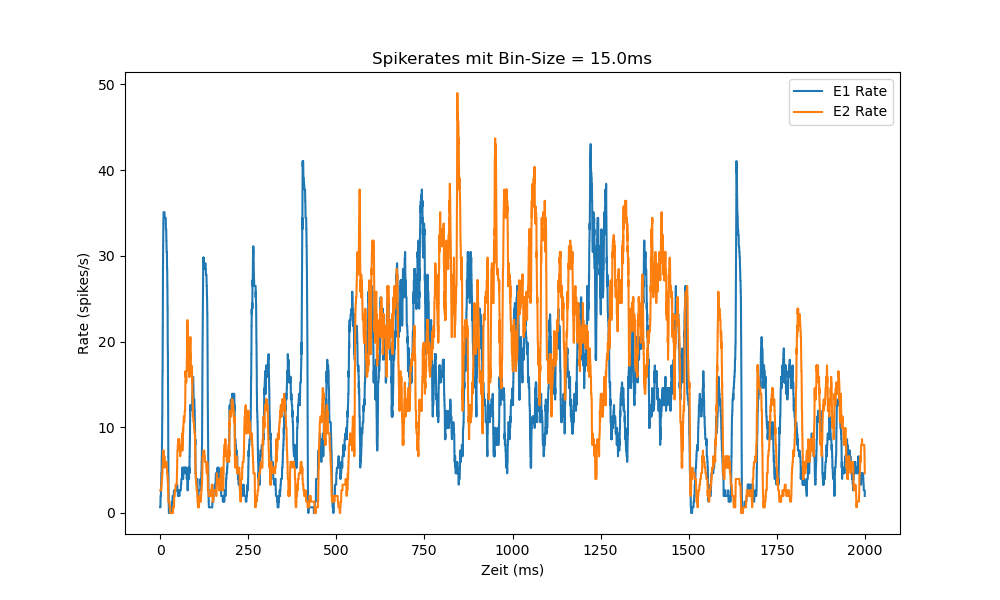 Spikerates mit Bin-Size = 15.0ms
E1 Rate
E2 Rate
50
40
30
20
10
0
Rate (spikes/s)
0 250 500 750 1000 1250 1500 1750 2000
Zeit (ms)